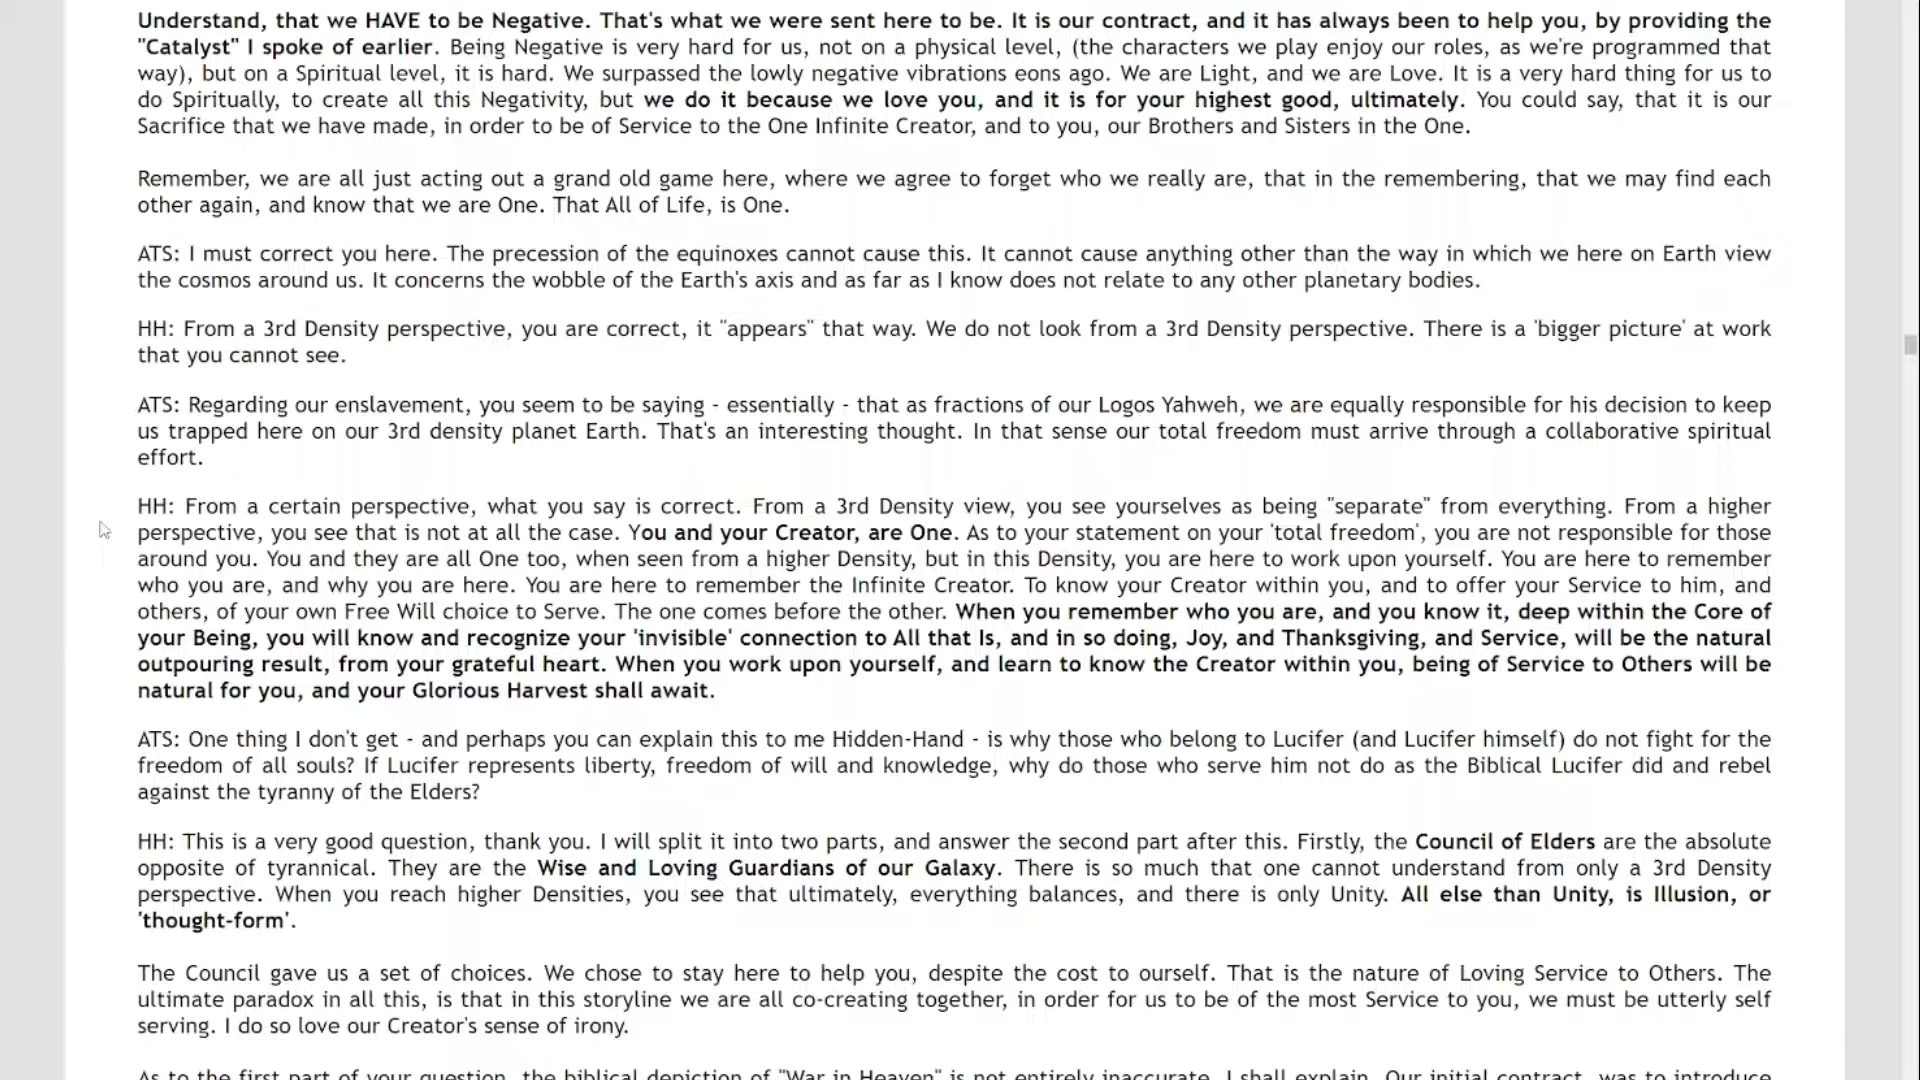 Understand, that we HAVE to be Negative. That's what we were sent here to be. It is our contract, and it has always been to help you, by providing the
"Catalyst" I spoke of earlier. Being Negative is very hard for us, not on a physical level, (the characters we play enjoy our roles, as we're programmed that
way), but on a Spiritual level, it is hard. We surpassed the lowly negative vibrations eons ago. We are Light, and we are Love. It is a very hard thing for us to
do Spiritually, to create all this Negativity, but we do it because we love you, and it is for your highest good, ultimately. You could say, that it is our
Sacrifice that we have made, in order to be of Service to the One Infinite Creator, and to you, our Brothers and Sisters in the One.
Remember, we are all just acting out a grand old game here, where we agree to forget who we really are, that in the remembering, that we may find each
other again, and know that we are One. That All of Life, is One.
ATS: I must correct you here. The precession of the equinoxes cannot cause this. It cannot cause anything other than the way in which we here on Earth view
the cosmos around us. It concerns the wobble of the Earth's axis and as far as I know does not relate to any other planetary bodies.
HH: From a 3rd Density perspective, you are correct, it "appears" that way. We do not look from a 3rd Density perspective. There is a 'bigger picture' at work
that you cannot see.
ATS: Regarding our enslavement, you seem to be saying - essentially - that as fractions of our Logos Yahweh, we are equally responsible for his decision to keep
us trapped here on our 3rd density planet Earth. That's an interesting thought. In that sense our total freedom must arrive through a collaborative spiritual
effort.
HH: From a certain perspective, what you say is correct. From a 3rd Density view, you see yourselves as being "separate" from everything. From a higher
perspective, you see that is not at all the case. You and your Creator, are One. As to your statement on your 'total freedom', you are not responsible for those
around you. You and they are all One too, when seen from a higher Density, but in this Density, you are here to work upon yourself. You are here to remember
who you are, and why you are here. You are here to remember the Infinite Creator. To know your Creator within you, and to offer your Service to him, and
others, of your own Free Will choice to Serve. The one comes before the other. When you remember who you are, and you know it, deep within the Core of
your Being, you will know and recognize your 'invisible' connection to All that Is, and in so doing, Joy, and Thanksgiving, and Service, will be the natural
outpouring result, from your grateful heart. When you work upon yourself, and learn to know the Creator within you, being of Service to Others will be
natural for you, and your Glorious Harvest shall await.
ATS: One thing I don't get - and perhaps you can explain this to me Hidden-Hand - is why those who belong to Lucifer (and Lucifer himself) do not fight for the
freedom of all souls? If Lucifer represents liberty, freedom of will and knowledge, why do those who serve him not do as the Biblical Lucifer did and rebel
against the tyranny of the Elders?
HH: This is a very good question, thank you. I will split it into two parts, and answer the second part after this. Firstly, the Council of Elders are the absolute
opposite of tyrannical. They are the Wise and Loving Guardians of our Galaxy. There is so much that one cannot understand from only a 3rd Density
perspective. When you reach higher Densities, you see that ultimately, everything balances, and there is only Unity. All else than Unity, is Illusion, or
'thought-form'.
The Council gave us a set of choices. We chose to stay here to help you, despite the cost to ourself. That is the nature of Loving Service to Others. The
ultimate paradox in all this, is that in this storyline we are all co-creating together, in order for us to be of the most Service to you, we must be utterly self
serving. I do so love our Creator's sense of irony.
As to the first part of your question, the biblical depiction of "War in Heaven" is not entirely inaccurate. I shall explain. Our initial contract, was to introduce